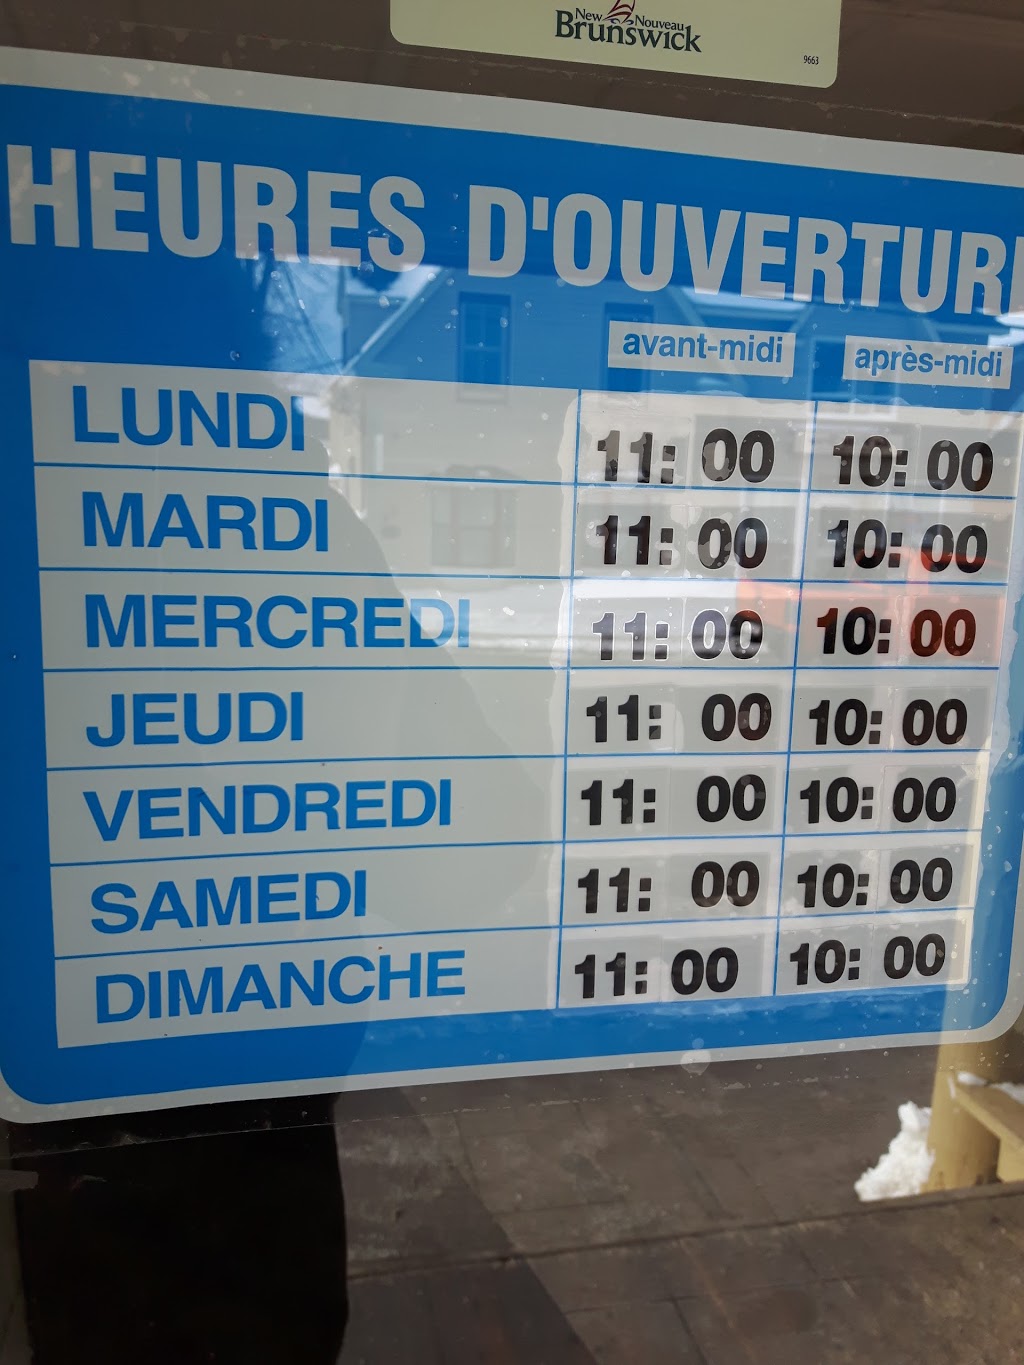 New Nouveau
Brunswick
9663
HEURES D'OUVERTUR
avant-midi après-midi
LUNDI 11: 00 10: 00
MARDI 11: 00 10: 00
MERCREDI 11: 00 10: 00
JEUDI 11: 00 10: 00
VENDREDI 11: 00 10: 00
SAMEDI 11: 00 10: 00
DIMANCHE 11: 00 10: 00